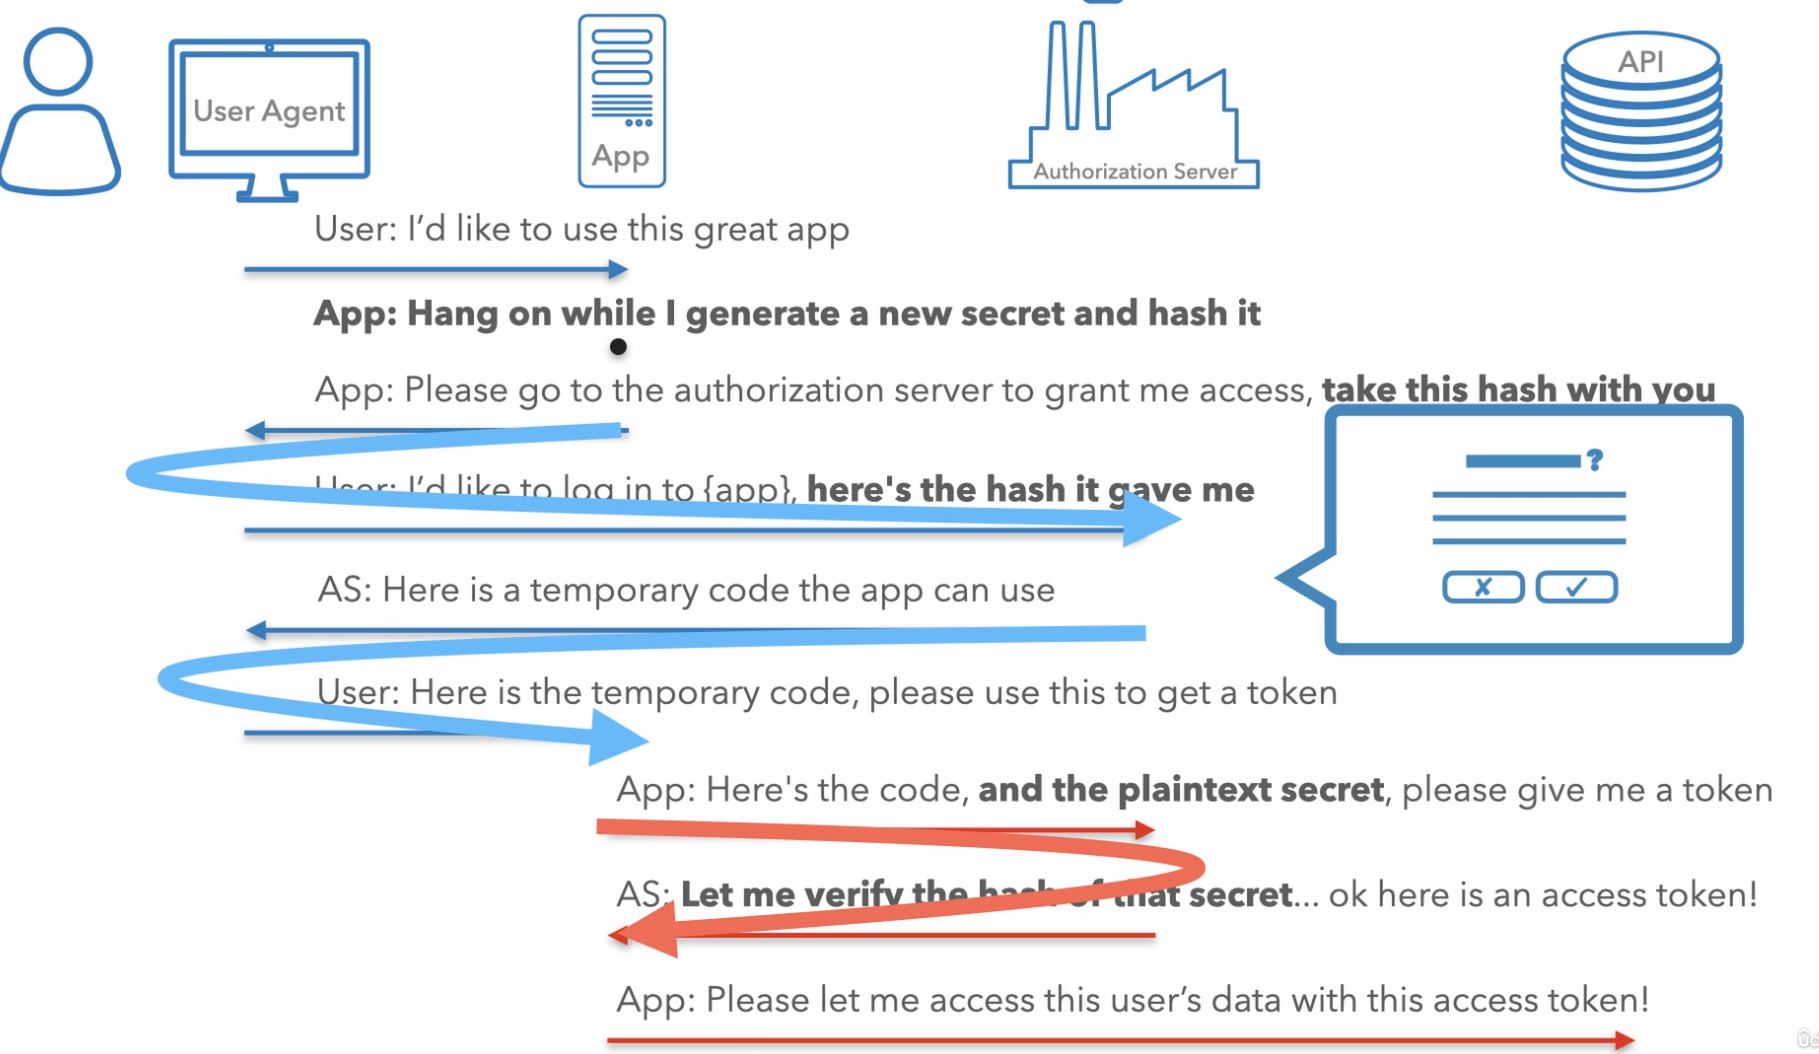 User Agent
App
Authorization Server
API
User: I’d like to use this great app
App: Hang on while I generate a new secret and hash it
App: Please go to the authorization server to grant me access, take this hash with you
?
User: I’d like to log in to {app}, here's the hash it gave me
✗ ✓
AS: Here is a temporary code the app can use
User: Here is the temporary code, please use this to get a token
App: Here's the code, and the plaintext secret, please give me a token
AS: Let me verify the hash of that secret... ok here is an access token!
App: Please let me access this user’s data with this access token!